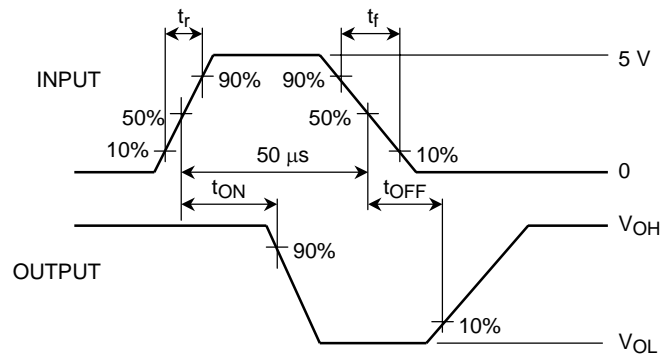 tr
tf
5 V
INPUT
90%
90%
50%
50%
10%
50 μs
10%
0
tON
tOFF
VOH
90%
OUTPUT
10%
VOL